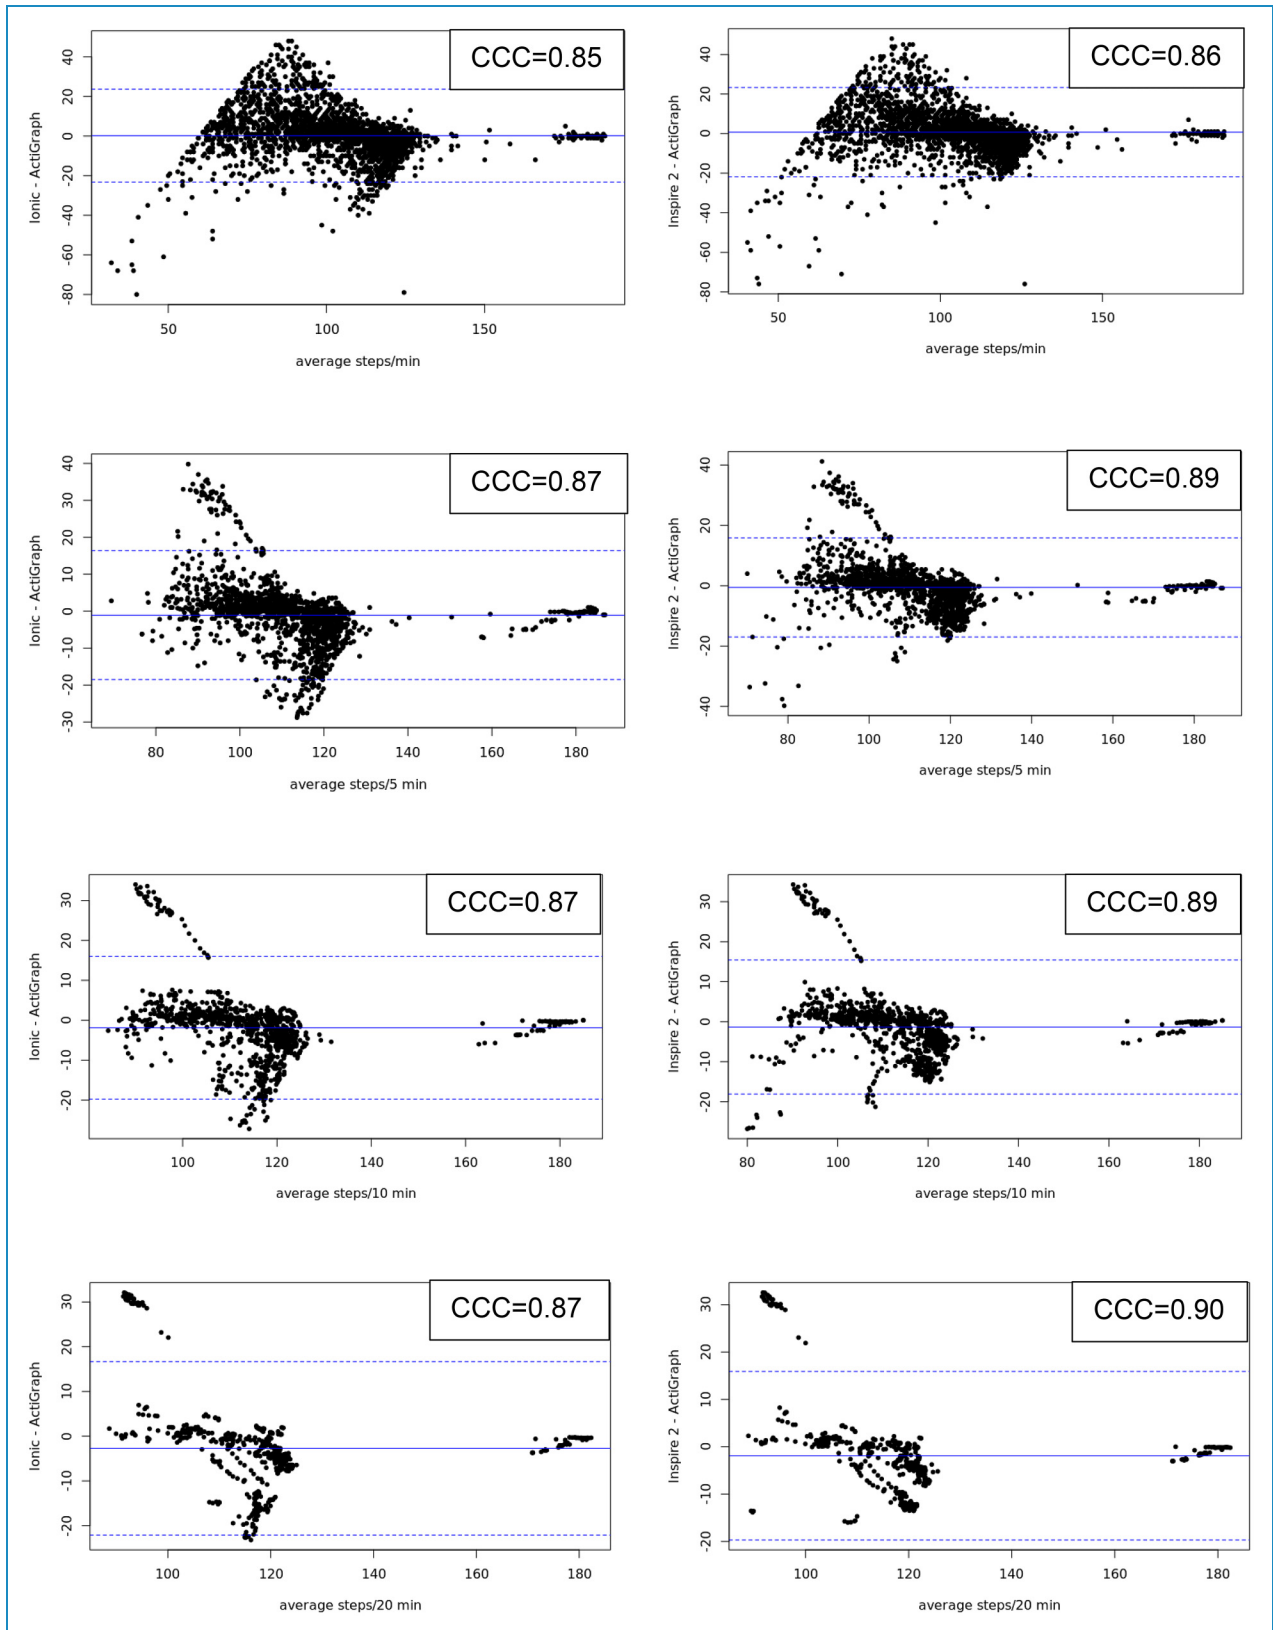 CCC=0.85
40
20
0
-20
-40
-60
-80
Ionic - ActiGraph
50 100 150
average steps/min
CCC=0.86
40
20
0
-20
-40
-60
-80
Inspire 2 - ActiGraph
50 100 150
average steps/min
CCC=0.87
40
30
20
10
0
-10
-20
-30
Ionic - ActiGraph
80 100 120 140 160 180
average steps/5 min
CCC=0.89
40
20
0
-20
-40
Inspire 2 - ActiGraph
80 100 120 140 160 180
average steps/5 min
CCC=0.87
30
20
10
0
-10
-20
Ionic - ActiGraph
100 120 140 160 180
average steps/10 min
CCC=0.89
30
20
10
0
-10
-20
Inspire 2 - ActiGraph
80 100 120 140 160 180
average steps/10 min
CCC=0.87
30
20
10
0
-10
-20
Ionic - ActiGraph
100 120 140 160 180
average steps/20 min
CCC=0.90
30
20
10
0
-10
-20
Inspire 2 - ActiGraph
100 120 140 160 180
average steps/20 min